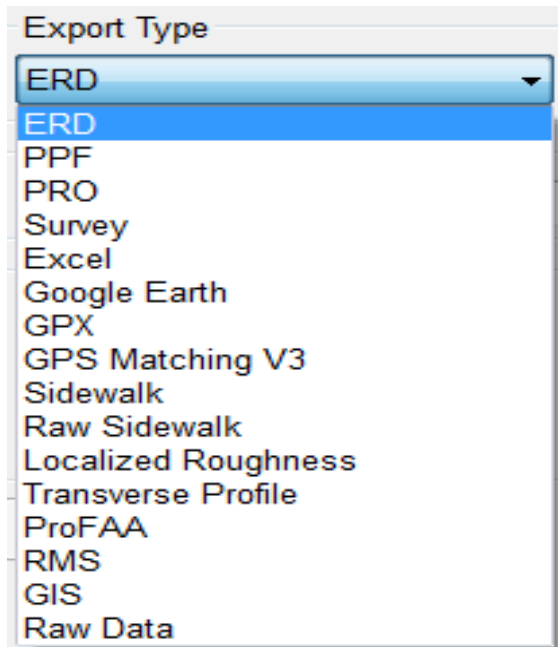 Export Type
ERD
ERD
PPF
PRO
Survey
Excel
Google Earth
GPX
GPS Matching V3
Sidewalk
Raw Sidewalk
Localized Roughness
Transverse Profile
ProFAA
RMS
GIS
Raw Data